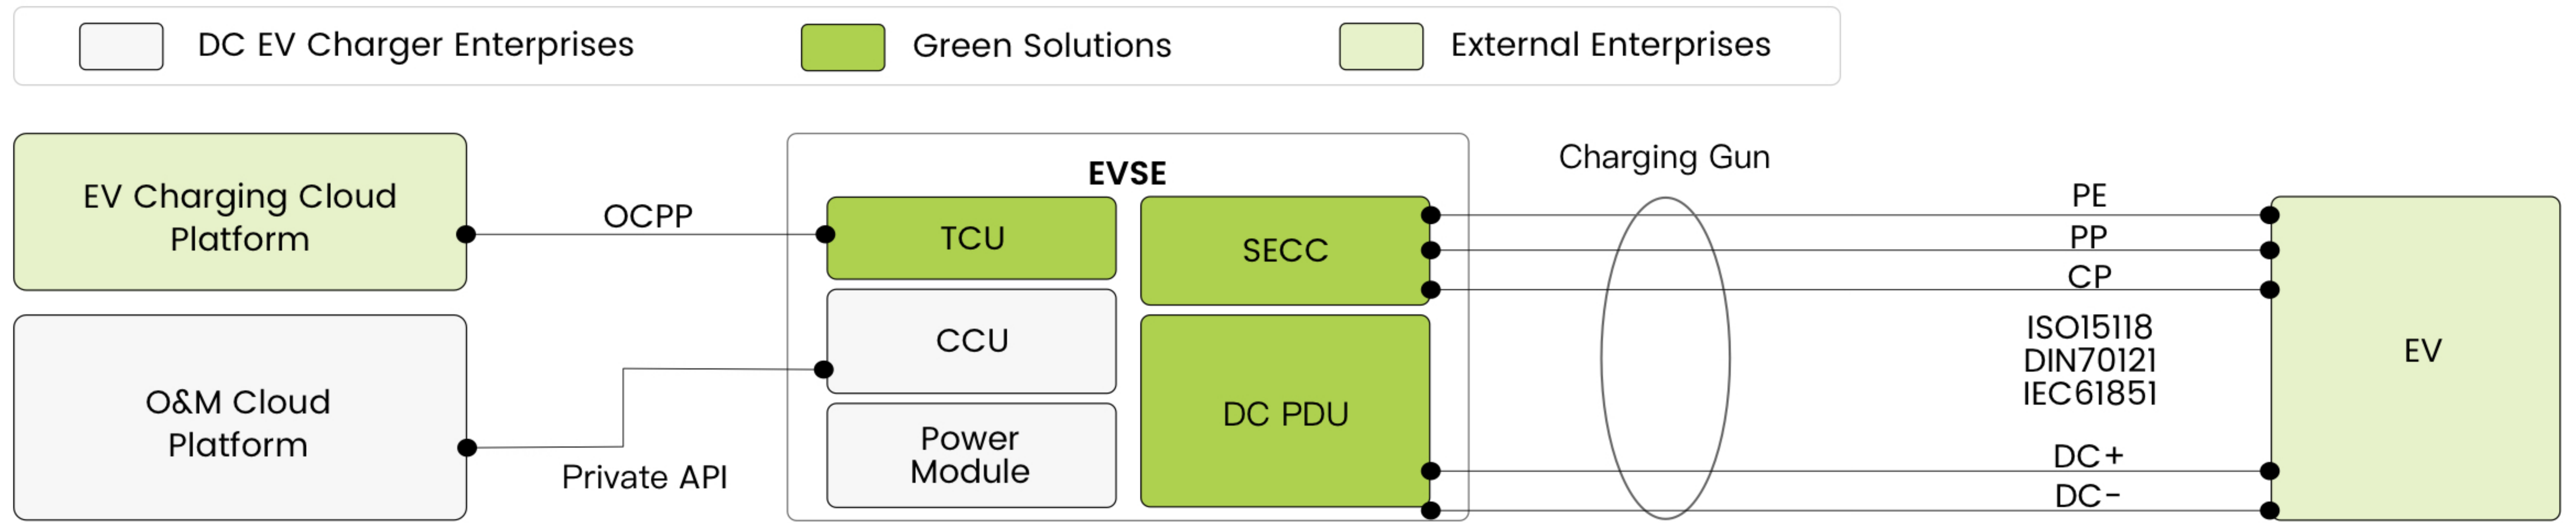 DC EV Charger Enterprises
Green Solutions
External Enterprises
EV Charging Cloud
Platform
OCPP
O&M Cloud
Platform
Private API
EVSE
TCU
SECC
CCU
DC PDU
Power
Module
Charging Gun
PE
PP
CP
ISO15118
DIN70121
IEC61851
DC+
DC-
EV